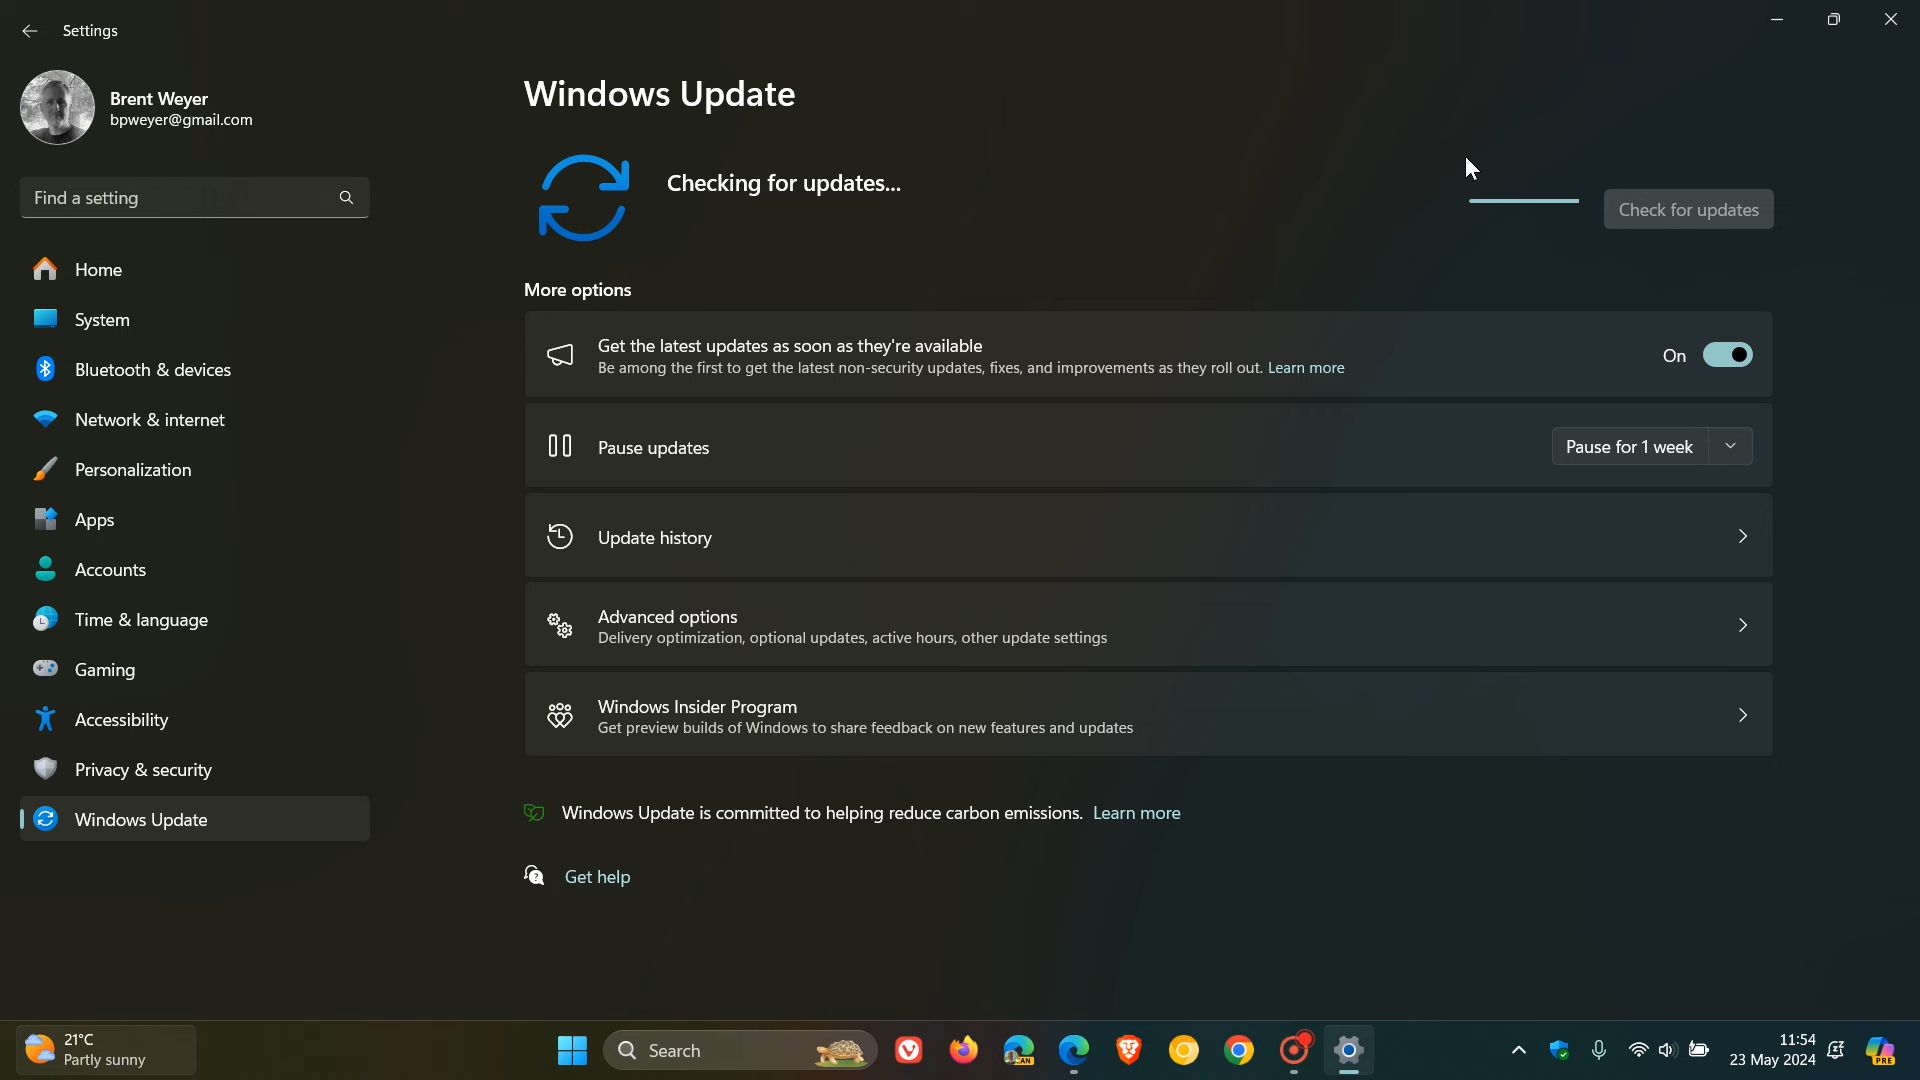 Settings
Brent Weyer
bpweyer@gmail.com
Find a setting
Home
System
Bluetooth & devices
Network & internet
Personalization
Apps
Accounts
Time & language
Gaming
Accessibility
Privacy & security
Windows Update
Windows Update
Checking for updates...
Check for updates
More options
Get the latest updates as soon as they're available
Be among the first to get the latest non-security updates, fixes, and improvements as they roll out. Learn more
On
Pause updates
Pause for 1 week
Update history
Advanced options
Delivery optimization, optional updates, active hours, other update settings
Windows Insider Program
Get preview builds of Windows to share feedback on new features and updates
Windows Update is committed to helping reduce carbon emissions. Learn more
Get help
21°C
Partly sunny
Search
CAN
11:54
23 May 2024
PRE